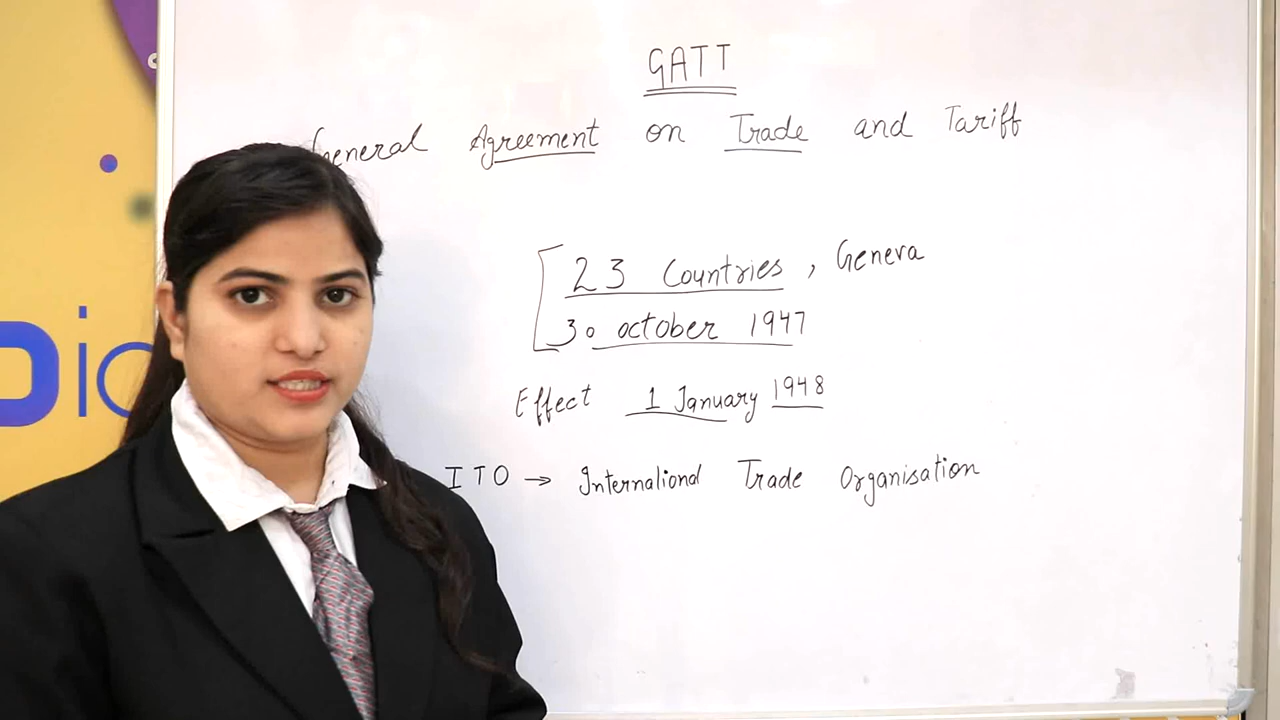 GATT
General Agreement on Trade and Tariff
23 Countries, Geneva
30 october 1947
Effect 1 January 1948
ITO → International Trade Organisation